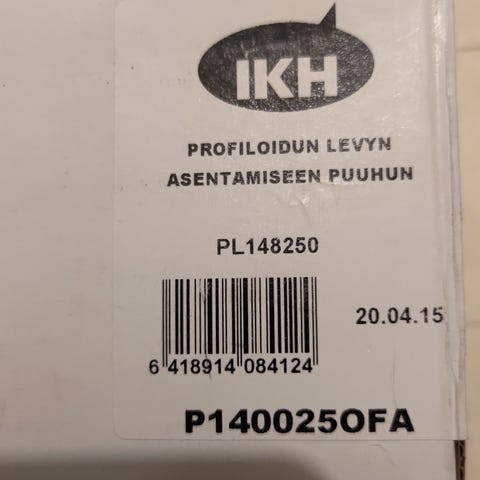 IKH
PROFILOIDUN LEVYN
ASENTAMISEEN PUUHUN
PL148250
20.04.15
6 418914 084124
P140025OFA